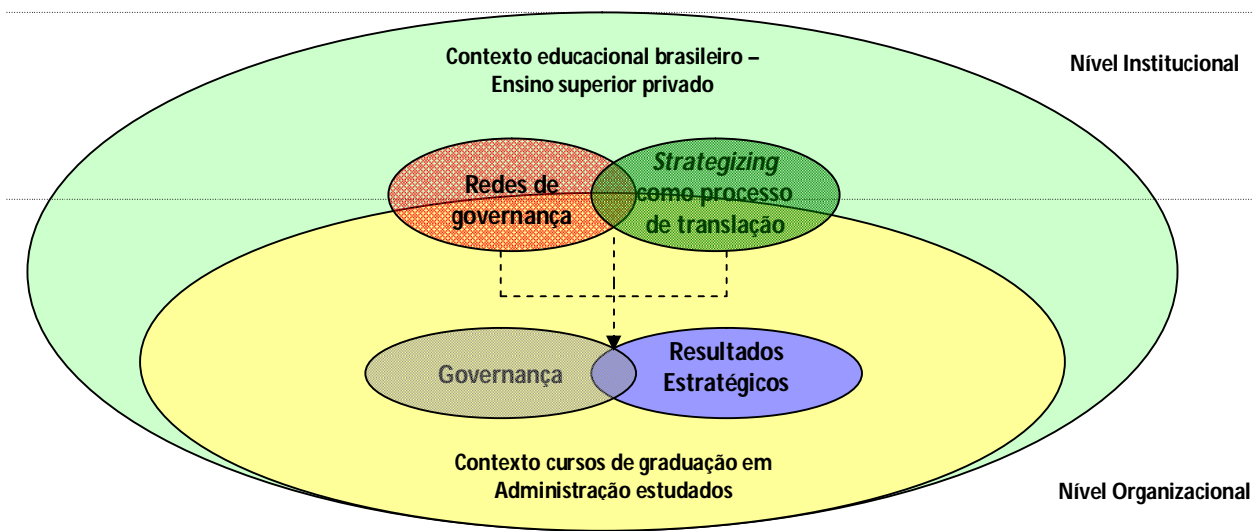 Contexto educacional brasileiro –
Ensino superior privado
Nível Institucional
Redes de
governança
Strategizing
como processo
de translação
Governança
Resultados
Estratégicos
Contexto cursos de graduação em
Administração estudados
Nível Organizacional